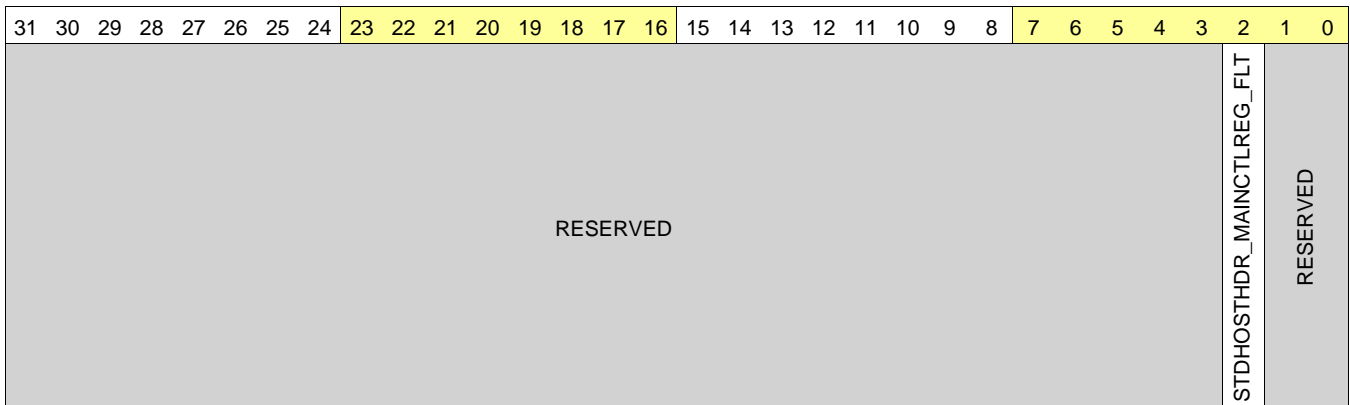 31 30 29 28 27 26 25 24 23 22 21 20 19 18 17 16 15 14 13 12 11 10 9 8 7 6 5 4 3 2 1 0
RESERVED
STDHOSTHDR_MAINCTLREG_FLT
RESERVED